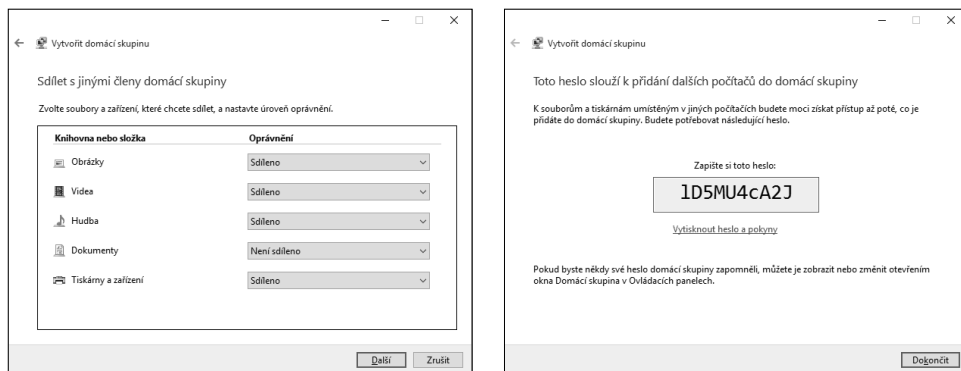 Vytvořit domácí skupinu
Sdílet s jinými členy domácí skupiny
Zvolte soubory a zařízení, které chcete sdílet, a nastavte úroveň oprávnění.
Knihovna nebo složka Oprávnění
Obrázky Sdíleno
Videa Sdíleno
Hudba Sdíleno
Dokumenty Není sdíleno
Tiskárny a zařízení Sdíleno
Další Zrušit
Vytvořit domácí skupinu
Toto heslo slouží k přidání dalších počítačů do domácí skupiny
K souborům a tiskárnám umístěným v jiných počítačích budete moci získat přístup až poté, co je
přidáte do domácí skupiny. Budete potřebovat následující heslo.
Zapište si toto heslo:
1D5MU4cA2J
Vytisknout heslo a pokyny
Pokud byste někdy své heslo domácí skupiny zapomněli, můžete je zobrazit nebo změnit otevřením
okna Domácí skupina v Ovládacích panelech.
Dokončit